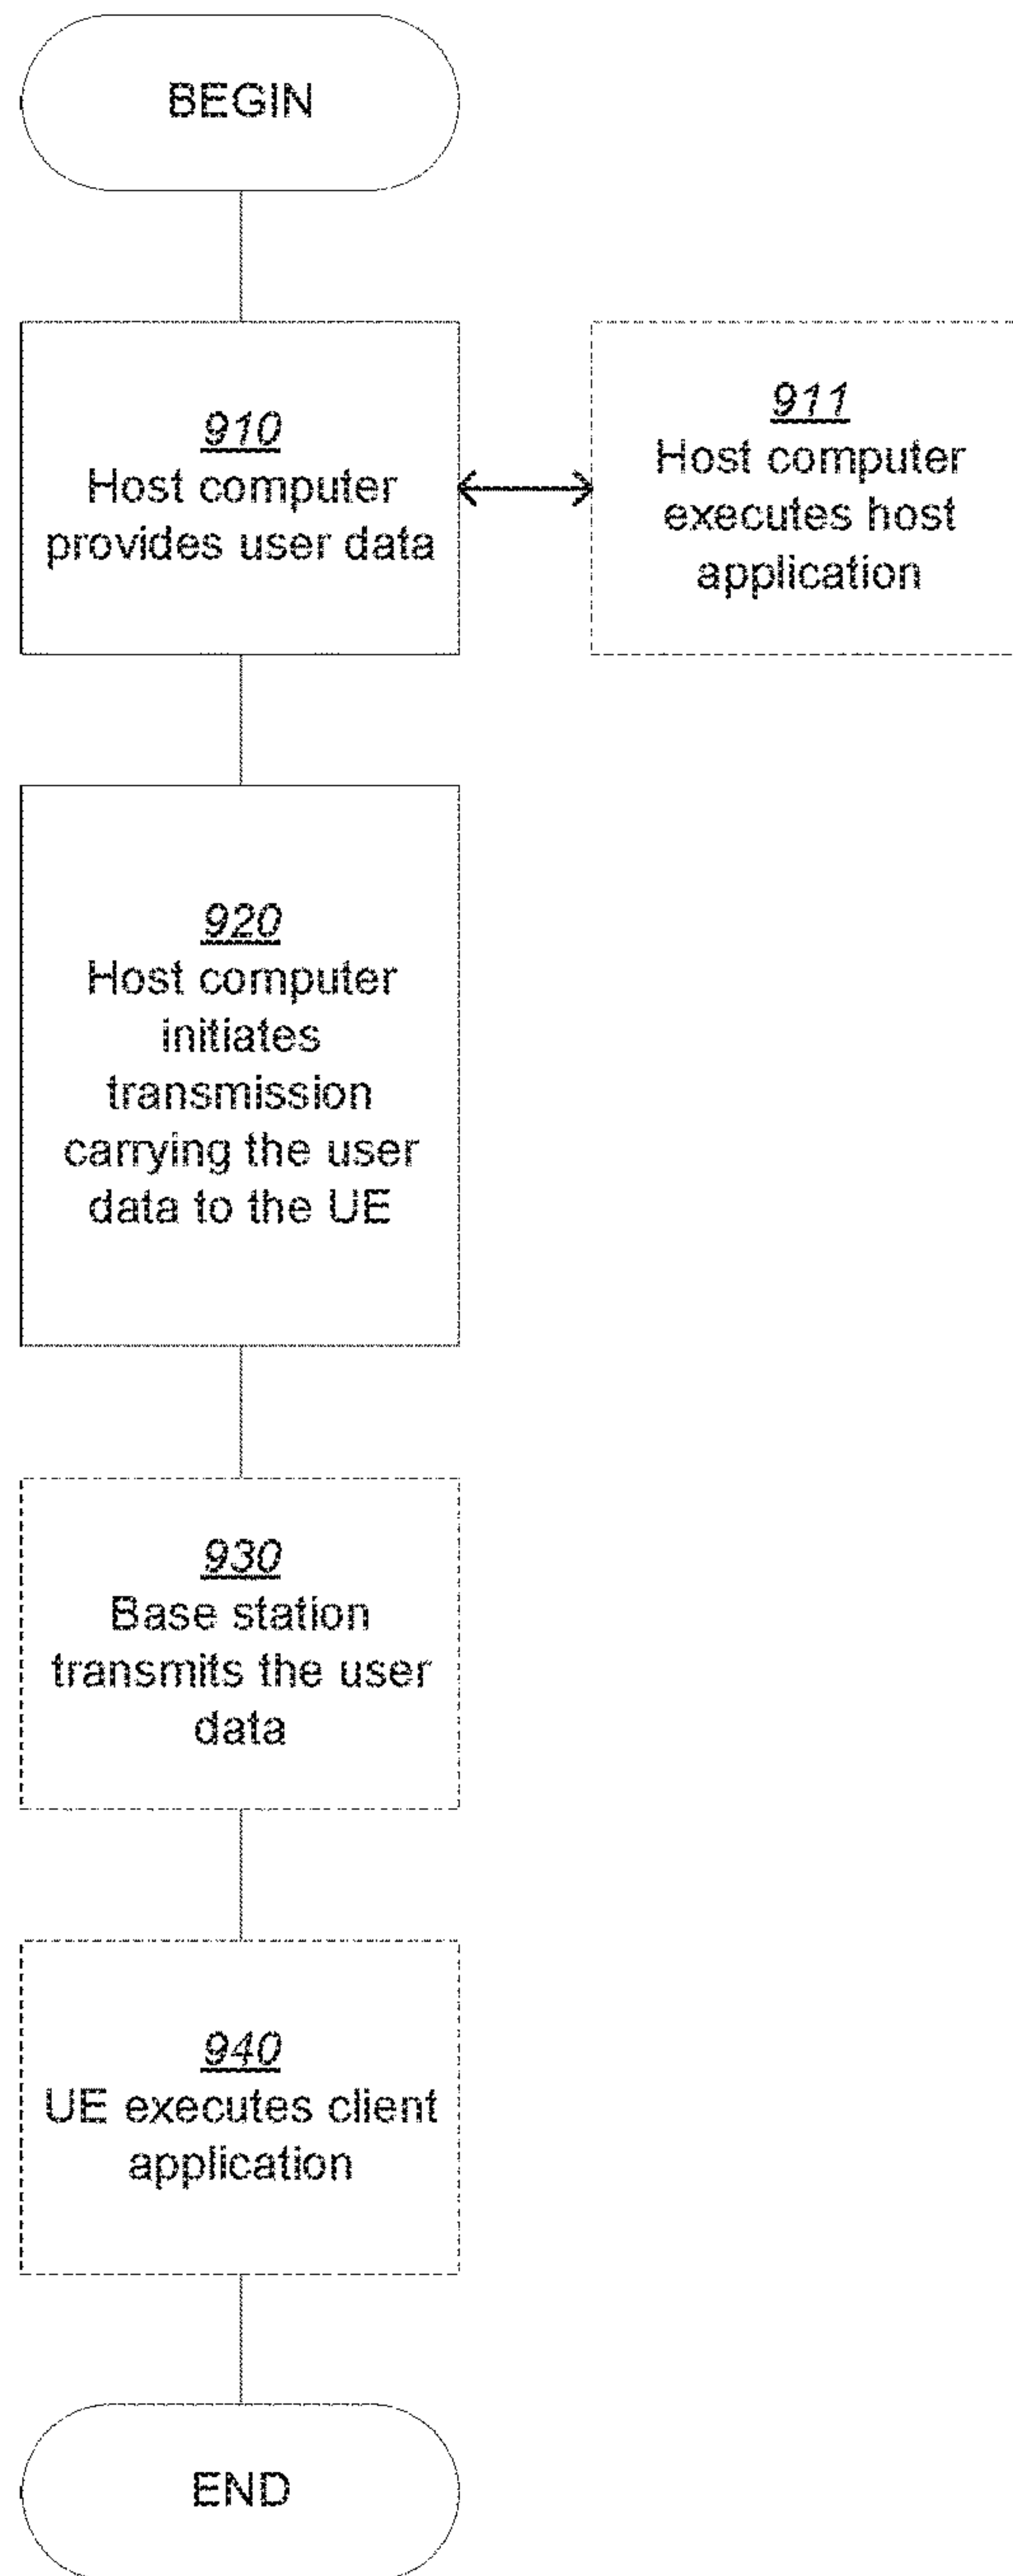 BEGIN
910
Host computer
provides user data
911
Host computer
executes host
application
920
Host computer
initiates
transmission
carrying the user
data to the UE
930
Base station
transmits the user
data
940
UE executes client
application
END